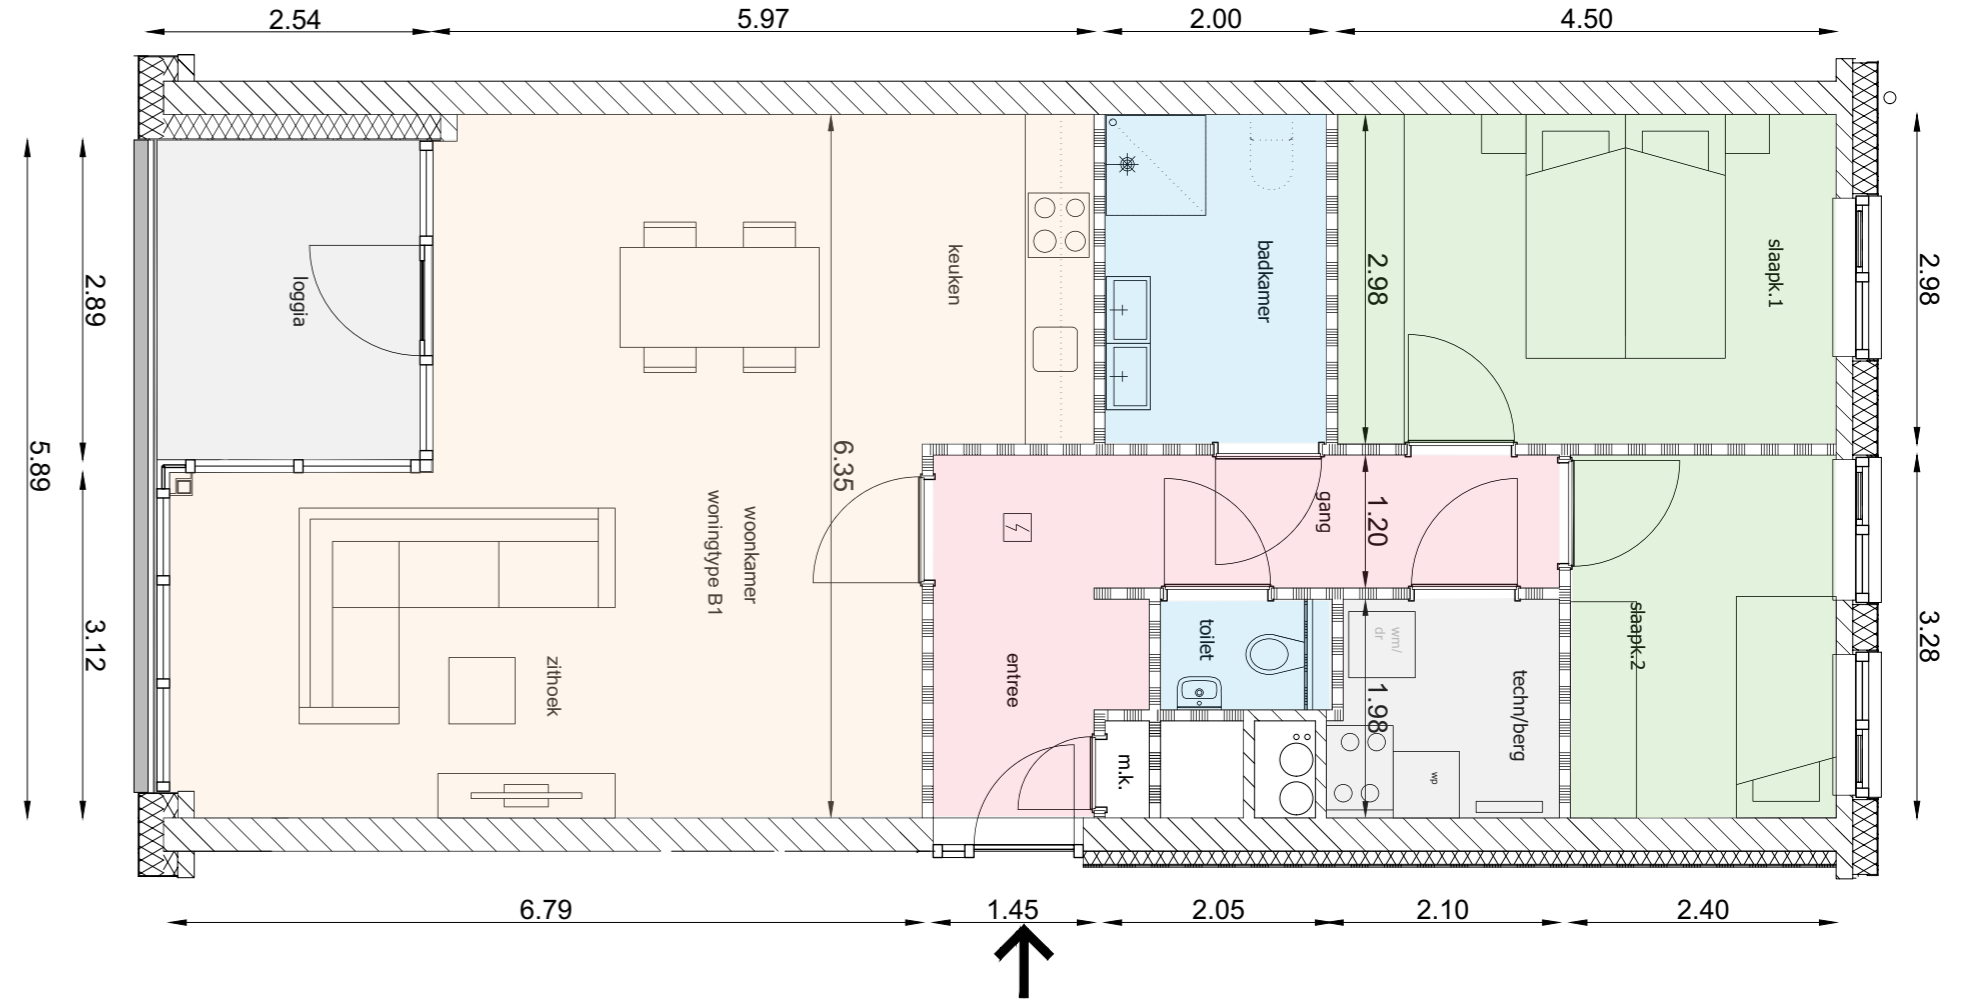 2.54
5.97
2.00
4.50
keuken
badkamer
slaapk.1
loggia
2.89
2.98
2.98
5.89
6.35
woonkamer
woningtype B1
gang
1.20
3.12
zithoek
entree
toilet
wm/
dr
1.98
techn/berg
slaapk.2
3.28
m.k.
wp
6.79
1.45
2.05
2.10
2.40